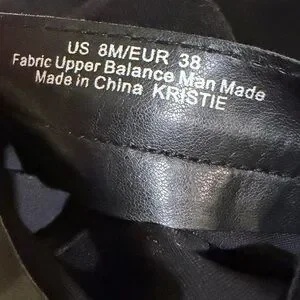 US 8M/EUR 38
Fabric Upper Balance Man Made
Made in China KRISTIE